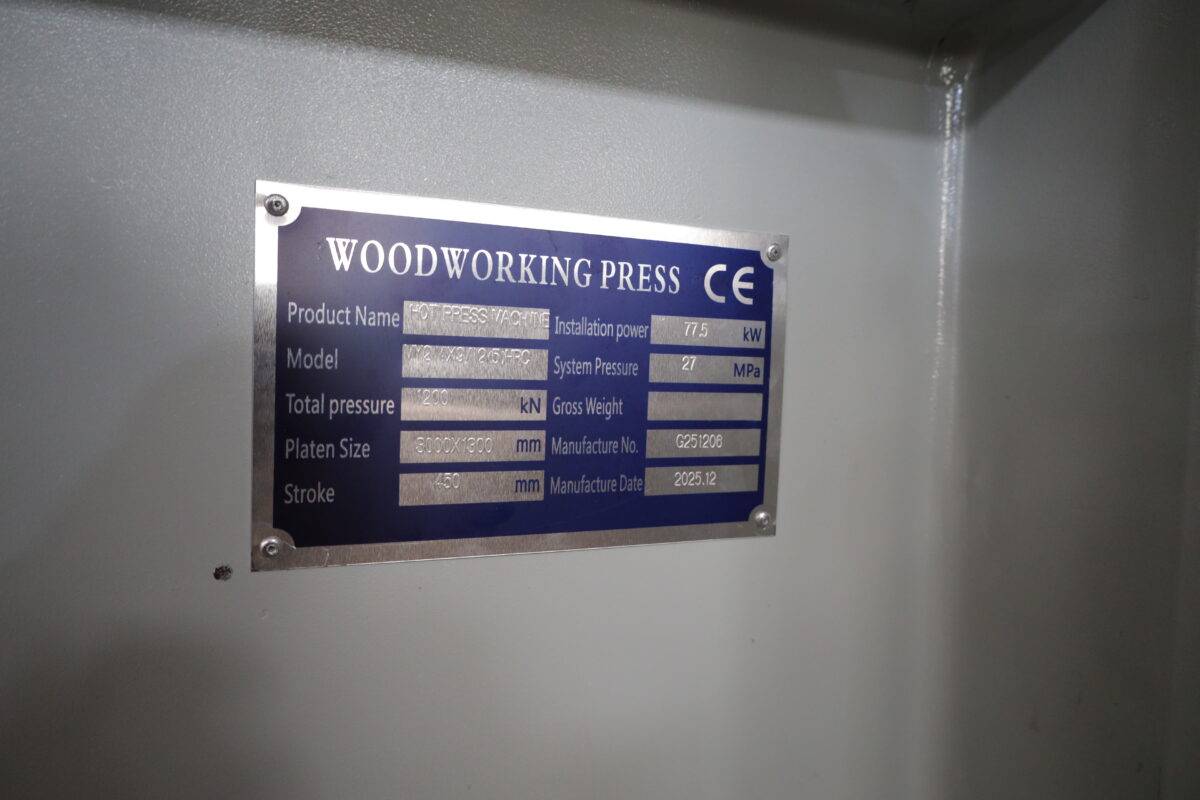 WOODWORKING PRESS CE
Product Name HOT PRESS MACHINE
Model
Total pressure 1200 kN
Platen Size 3000X1300 mm
Stroke 450 mm
Installation power 77.5 kW
System Pressure 27 MPa
Gross Weight
Manufacture No. G251208
Manufacture Date 2025.12